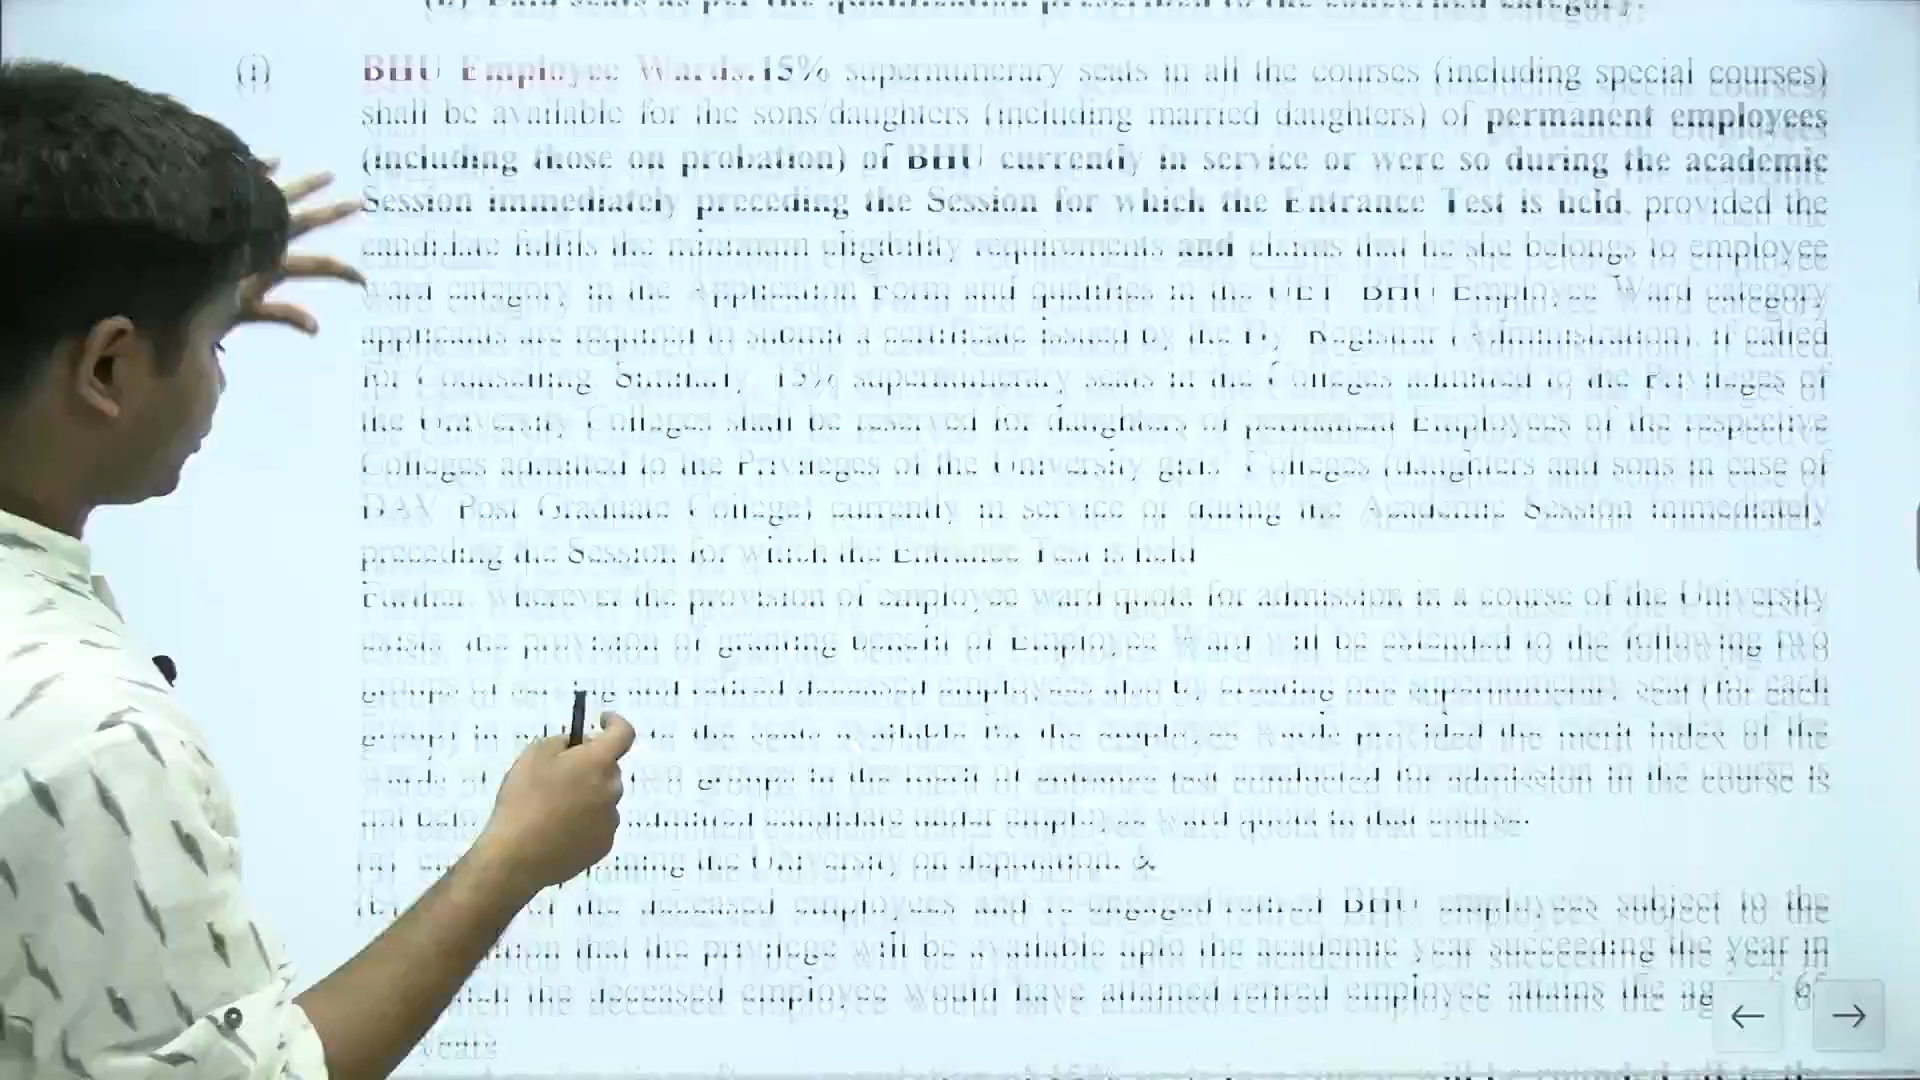 (i) BHU Employee Wards.15% supernumerary seats in all the courses (including special courses)
shall be available for the sons/daughters (including married daughters) of permanent employees
(including those on probation) of BHU currently in service or were so during the academic
Session immediately preceding the Session for which the Entrance Test is held, provided the
candidate fulfils the minimum eligibility requirements and claims that he/she belongs to employee
ward category in the Application Form and qualifies in the UET BHU Employee Ward category
applicants are required to submit a certificate issued by the Dy Registrar (Administration), if called
for Counselling Similarly, 15% supernumerary seats in the Colleges admitted to the Privileges of
the University Colleges shall be reserved for daughters of permanent Employees of the respective
Colleges admitted to the Privileges of the University girls' Colleges (daughters and sons in case of
DAV Post Graduate College) currently in service or during the Academic Session immediately
preceding the Session for which the Entrance Test is held
Further, wherever the provision of employee ward quota for admission in a course of the University
exists, the provision of granting benefit of Employee Ward will be extended to the following two
groups of serving and retired/deceased employees also by creating one supernumerary seat (for each
group) in to the seats available for the employee wards provided the merit index of the
wards of two groups in the merit of entrance test conducted for admission in the course is
not admitted candidate under employee ward quota in that course.
(a) the University on deputation, &
(b) of the deceased employees and re-engaged/retired BHU employees subject to the
that the privilege will be available upto the academic year succeeding the year in
the deceased employee would have attained/retired employee attains the
years